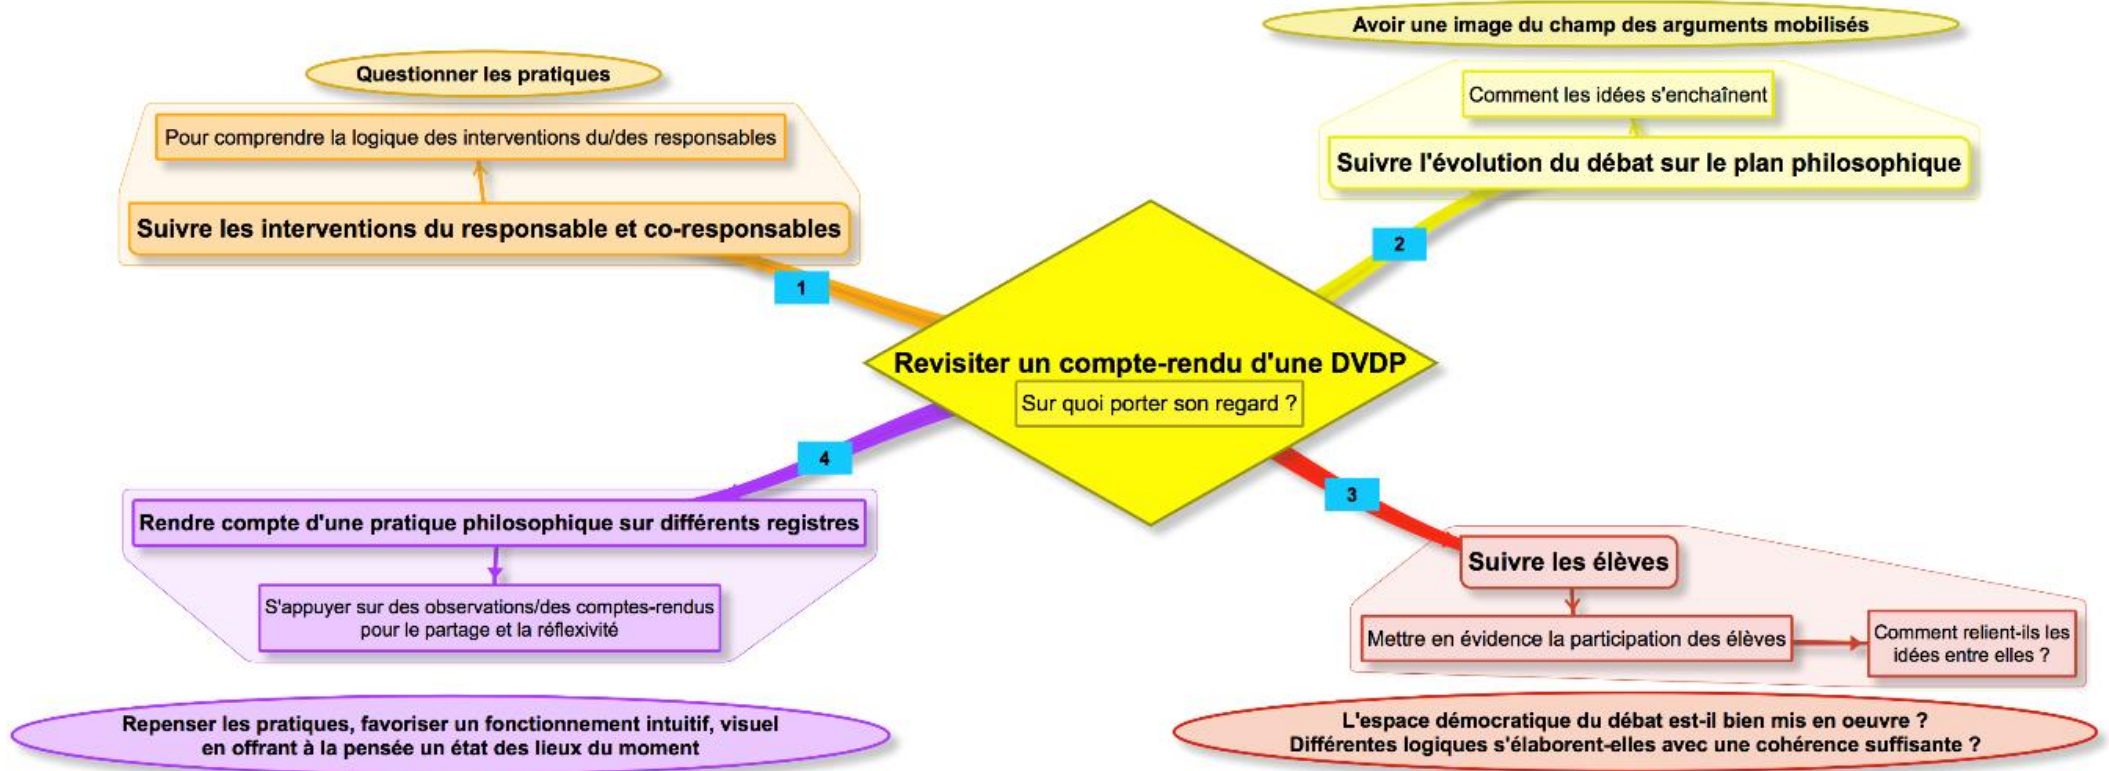 Avoir une image du champ des arguments mobilisés
Questionner les pratiques
Comment les idées s'enchaînent
Pour comprendre la logique des interventions du/des responsables
Suivre l'évolution du débat sur le plan philosophique
Suivre les interventions du responsable et co-responsables
2
1
Revisiter un compte-rendu d'une DVDP
Sur quoi porter son regard ?
4
3
Rendre compte d'une pratique philosophique sur différents registres
S'appuyer sur des observations/des comptes-rendus
pour le partage et la réflexivité
Suivre les élèves
Mettre en évidence la participation des élèves
Comment relient-ils les
idées entre elles ?
Repenser les pratiques, favoriser un fonctionnement intuitif, visuel
en offrant à la pensée un état des lieux du moment
L'espace démocratique du débat est-il bien mis en oeuvre ?
Différentes logiques s'élaborent-elles avec une cohérence suffisante ?